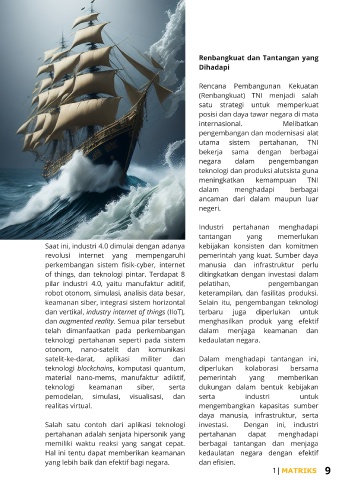 Saat ini, industri 4.0 dimulai dengan adanya
revolusi internet yang mempengaruhi
perkembangan sistem fisik-cyber, internet
of things, dan teknologi pintar. Terdapat 8
pilar industri 4.0, yaitu manufaktur aditif,
robot otonom, simulasi, analisis data besar,
keamanan siber, integrasi sistem horizontal
dan vertikal, industry internet of things (IIoT),
dan augmented reality. Semua pilar tersebut
telah dimanfaatkan pada perkembangan
teknologi pertahanan seperti pada sistem
otonom, nano-satelit dan komunikasi
satelit-ke-darat, aplikasi militer dan
teknologi blockchains, komputasi quantum,
material nano-mems, manufaktur adiktif,
teknologi keamanan siber, serta
pemodelan, simulasi, visualisasi, dan
realitas virtual.
Salah satu contoh dari aplikasi teknologi
pertahanan adalah senjata hipersonik yang
memiliki waktu reaksi yang sangat cepat.
Hal ini tentu dapat memberikan keamanan
yang lebih baik dan efektif bagi negara.
Renbangkuat dan Tantangan yang
Dihadapi
Rencana Pembangunan Kekuatan
(Renbangkuat) TNI menjadi salah
satu strategi untuk memperkuat
posisi dan daya tawar negara di mata
internasional. Melibatkan
pengembangan dan modernisasi alat
utama sistem pertahanan, TNI
bekerja sama dengan berbagai
negara dalam pengembangan
teknologi dan produksi alutsista guna
meningkatkan kemampuan TNI
dalam menghadapi berbagai
ancaman dari dalam maupun luar
negeri.
Industri pertahanan menghadapi
tantangan yang memerlukan
kebijakan konsisten dan komitmen
pemerintah yang kuat. Sumber daya
manusia dan infrastruktur perlu
ditingkatkan dengan investasi dalam
pelatihan, pengembangan
keterampilan, dan fasilitas produksi.
Selain itu, pengembangan teknologi
terbaru juga diperlukan untuk
menghasilkan produk yang efektif
dalam menjaga keamanan dan
kedaulatan negara.
Dalam menghadapi tantangan ini,
diperlukan kolaborasi bersama
pemerintah yang memberikan
dukungan dalam bentuk kebijakan
serta industri untuk
mengembangkan kapasitas sumber
daya manusia, infrastruktur, serta
investasi. Dengan ini, industri
pertahanan dapat menghadapi
berbagai tantangan dan menjaga
kedaulatan negara dengan efektif
dan efisien.
1| MATRIKS 9